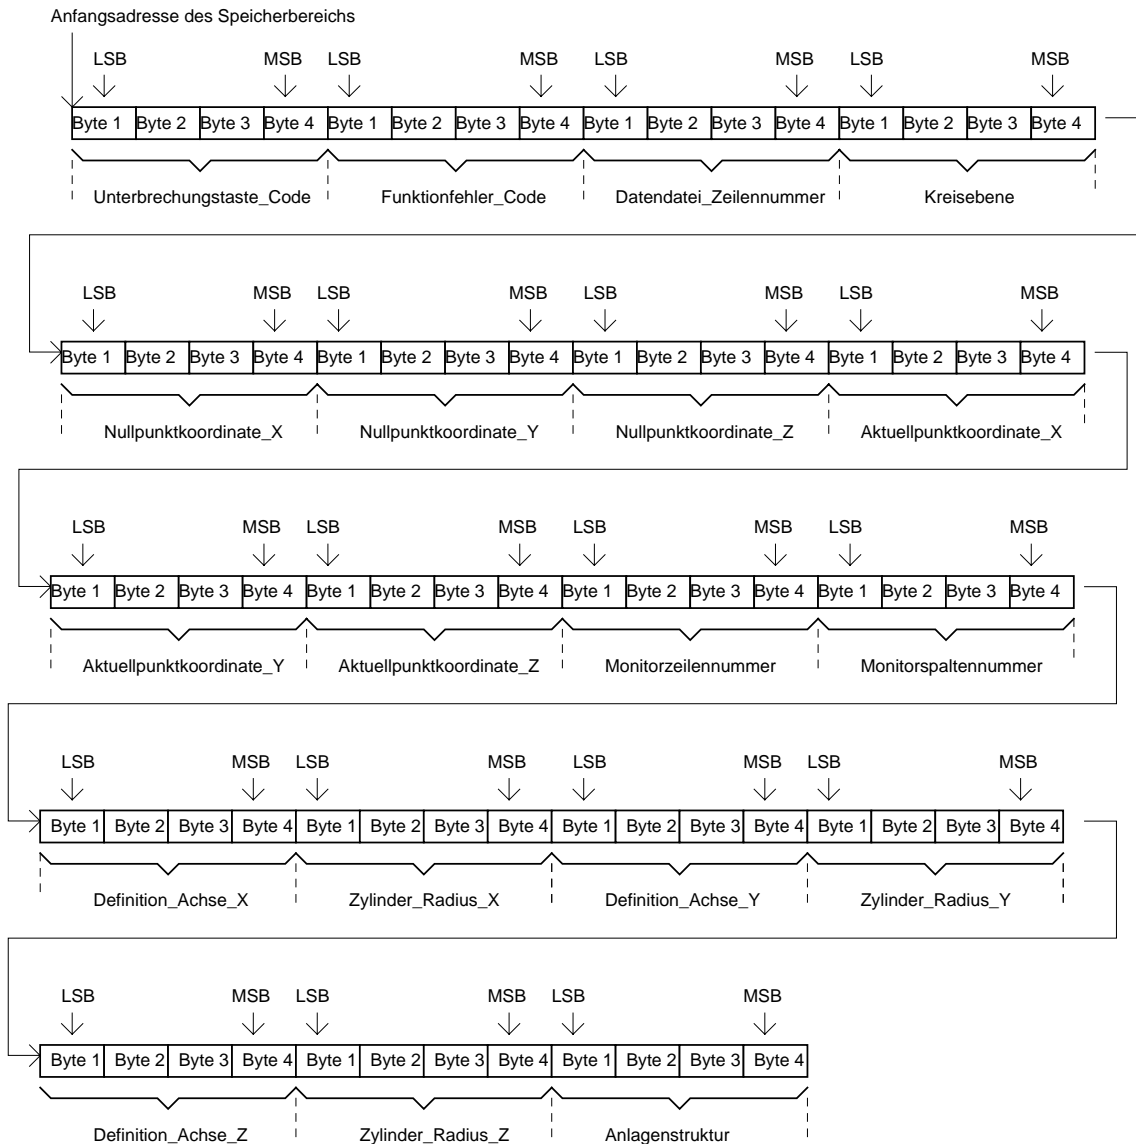 Anfangsadresse des Speicherbereichs
LSB MSB LSB MSB LSB MSB LSB MSB
Byte 1 Byte 2 Byte 3 Byte 4 Byte 1 Byte 2 Byte 3 Byte 4 Byte 1 Byte 2 Byte 3 Byte 4 Byte 1 Byte 2 Byte 3 Byte 4
Unterbrechungstaste_Code Funktionfehler_Code Datendatei_Zeilennummer Kreisebene
LSB MSB LSB MSB LSB MSB LSB MSB
Byte 1 Byte 2 Byte 3 Byte 4 Byte 1 Byte 2 Byte 3 Byte 4 Byte 1 Byte 2 Byte 3 Byte 4 Byte 1 Byte 2 Byte 3 Byte 4
Nullpunktkoordinate_X Nullpunktkoordinate_Y Nullpunktkoordinate_Z Aktuellpunktkoordinate_X
LSB MSB LSB MSB LSB MSB LSB MSB
Byte 1 Byte 2 Byte 3 Byte 4 Byte 1 Byte 2 Byte 3 Byte 4 Byte 1 Byte 2 Byte 3 Byte 4 Byte 1 Byte 2 Byte 3 Byte 4
Aktuellpunktkoordinate_Y Aktuellpunktkoordinate_Z Monitorzeilennummer Monitorspaltennummer
LSB MSB LSB MSB LSB MSB LSB MSB
Byte 1 Byte 2 Byte 3 Byte 4 Byte 1 Byte 2 Byte 3 Byte 4 Byte 1 Byte 2 Byte 3 Byte 4 Byte 1 Byte 2 Byte 3 Byte 4
Definition_Achse_X Zylinder_Radius_X Definition_Achse_Y Zylinder_Radius_Y
LSB MSB LSB MSB LSB MSB
Byte 1 Byte 2 Byte 3 Byte 4 Byte 1 Byte 2 Byte 3 Byte 4 Byte 1 Byte 2 Byte 3 Byte 4
Definition_Achse_Z Zylinder_Radius_Z Anlagenstruktur